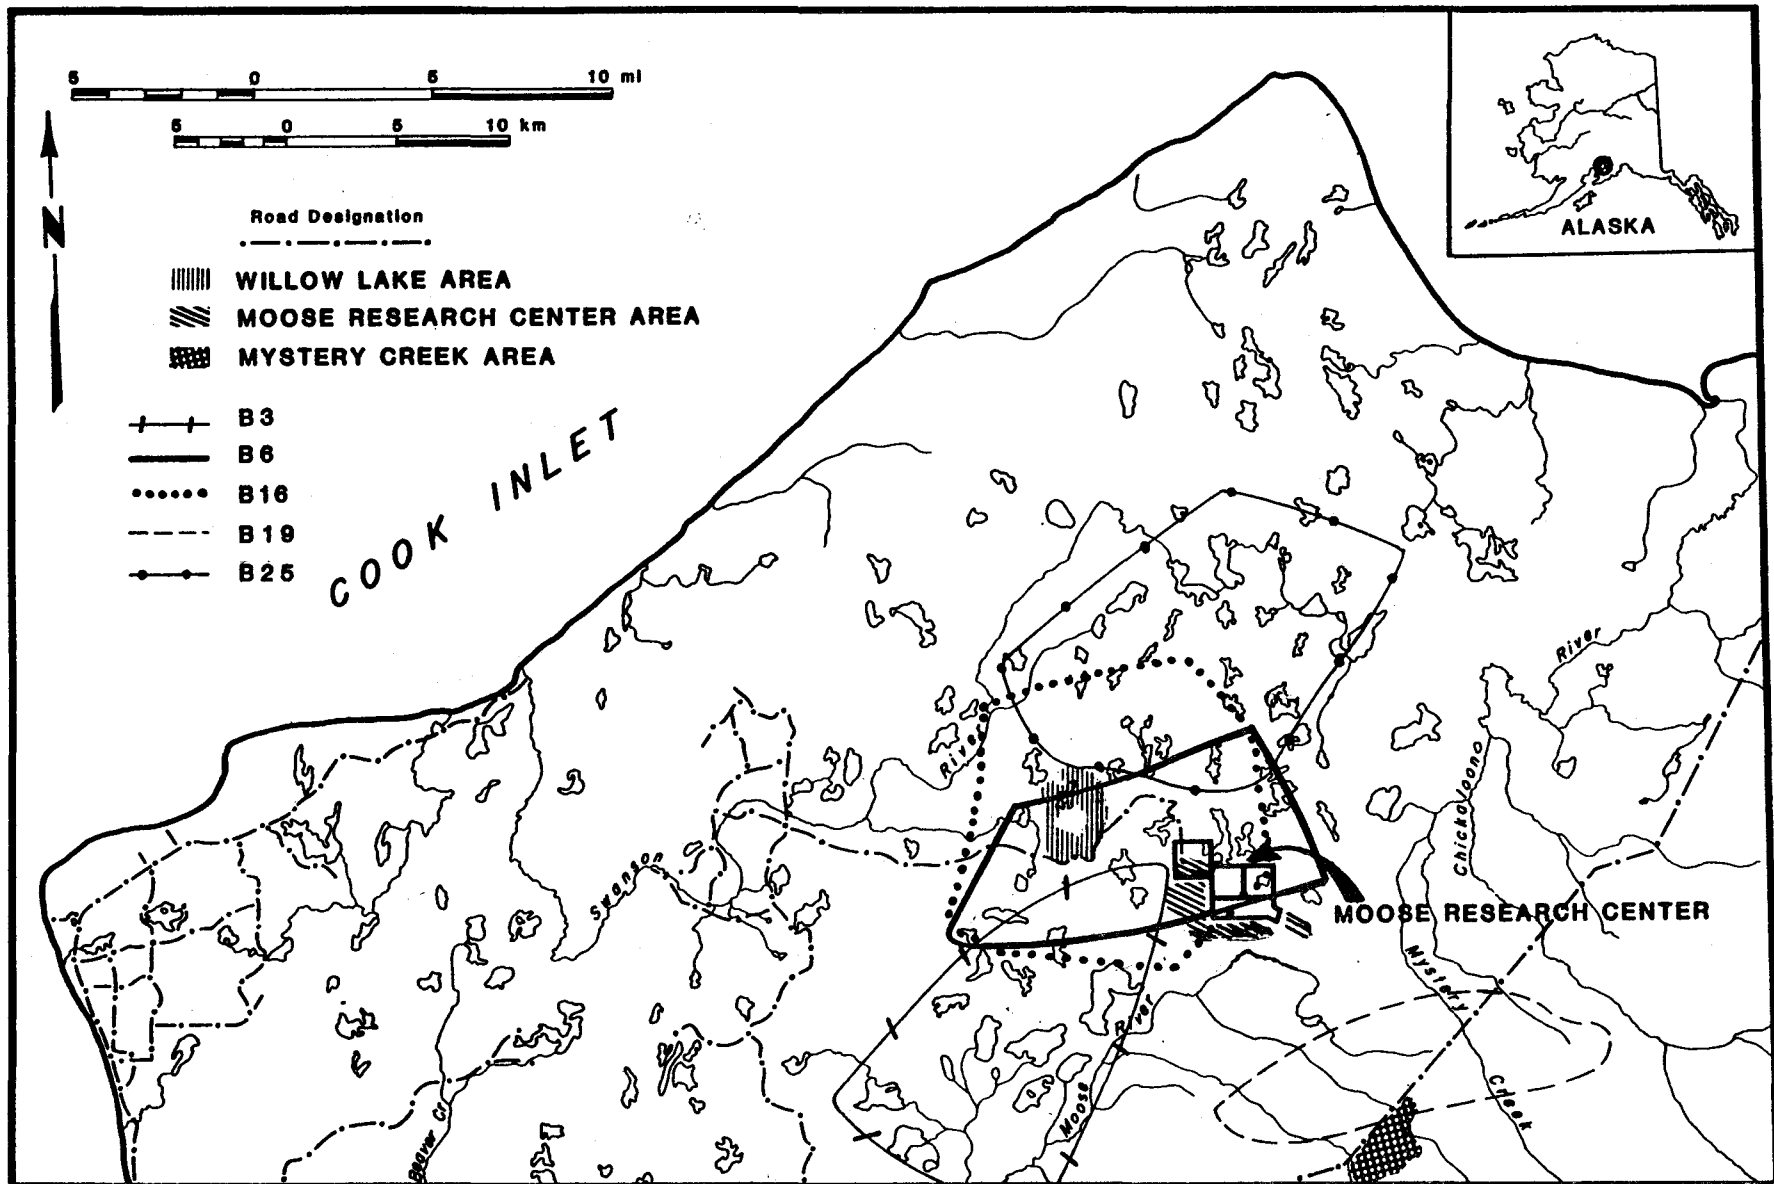 5 0 5 10 mi
5 0 5 10 km
N
Road Designation
WILLOW LAKE AREA
MOOSE RESEARCH CENTER AREA
MYSTERY CREEK AREA
B3
B6
B16
B19
B25
COOK INLET
ALASKA
River
River
Chickaloono
Swanson
MOOSE RESEARCH CENTER
Mystery
Creek
River
Moose
Beaver Cr.